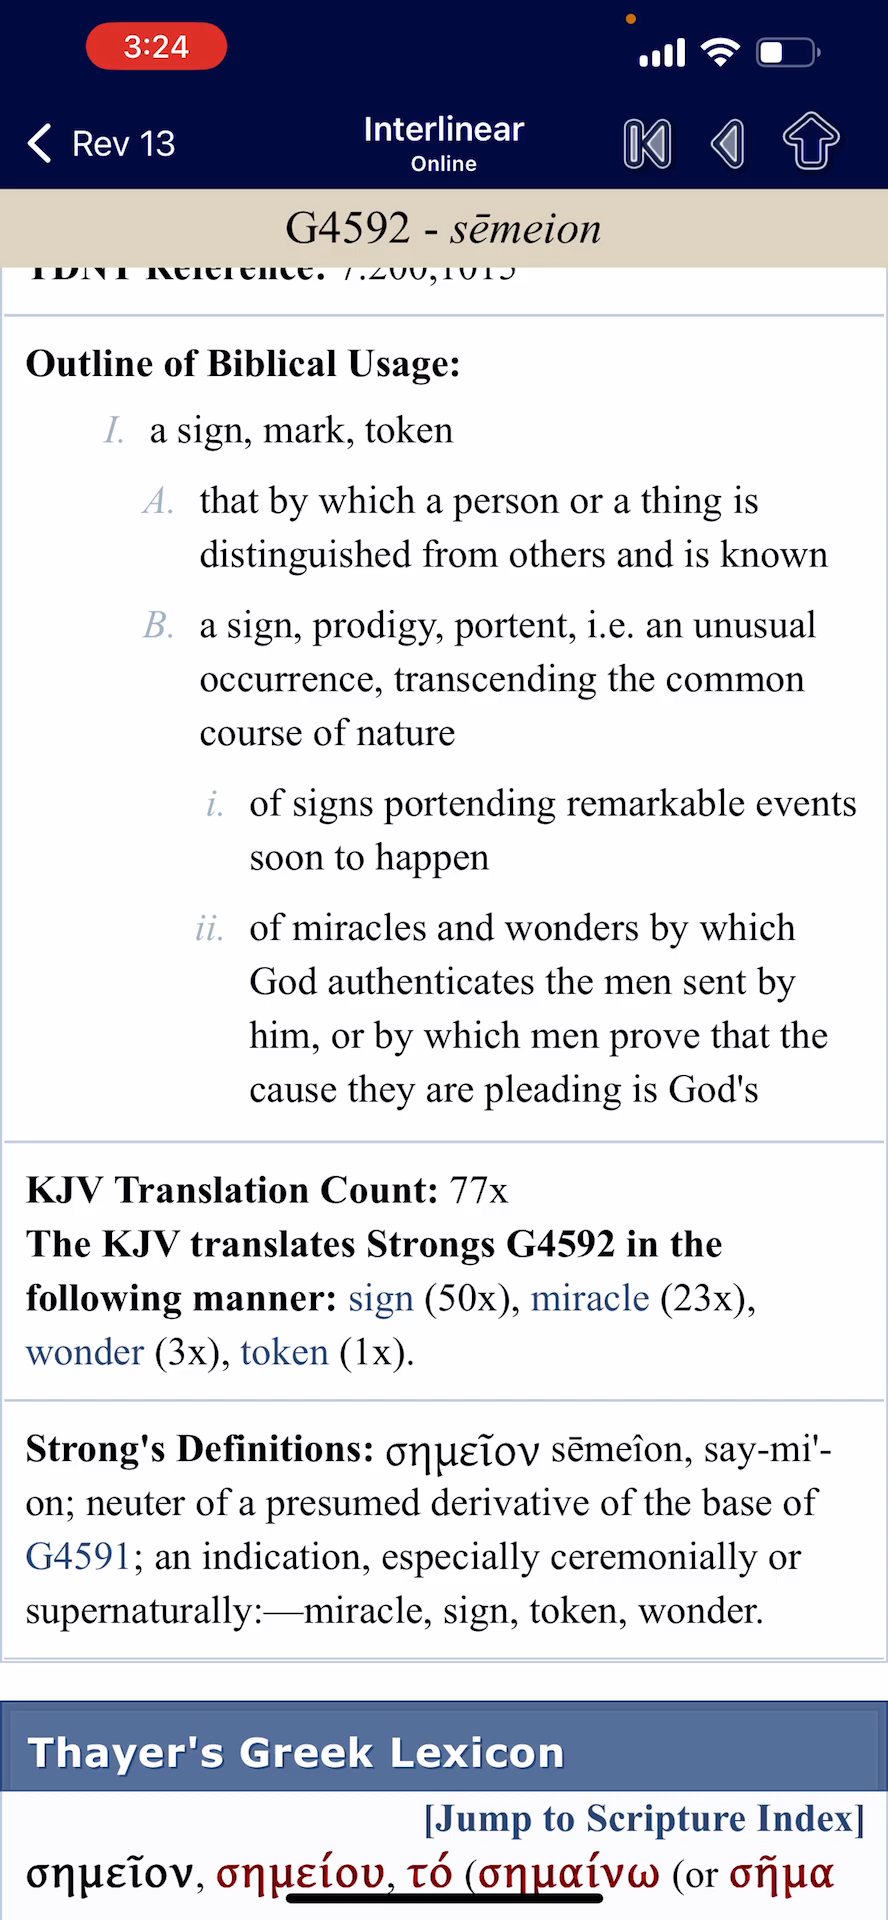 3:24
Rev 13
Interlinear
Online
G4592 - sēmeion
TDNT Reference: 7:200,1015
Outline of Biblical Usage:
I. a sign, mark, token
A. that by which a person or a thing is
distinguished from others and is known
B. a sign, prodigy, portent, i.e. an unusual
occurrence, transcending the common
course of nature
i. of signs portending remarkable events
soon to happen
ii. of miracles and wonders by which
God authenticates the men sent by
him, or by which men prove that the
cause they are pleading is God's
KJV Translation Count: 77x
The KJV translates Strongs G4592 in the
following manner: sign (50x), miracle (23x),
wonder (3x), token (1x).
Strong's Definitions: σημεῖον sēmeîon, say-mi'-
on; neuter of a presumed derivative of the base of
G4591; an indication, especially ceremonially or
supernaturally:—miracle, sign, token, wonder.
Thayer's Greek Lexicon
[Jump to Scripture Index]
σημεῖον, σημείου, τό (σημαίνω (or σῆμα